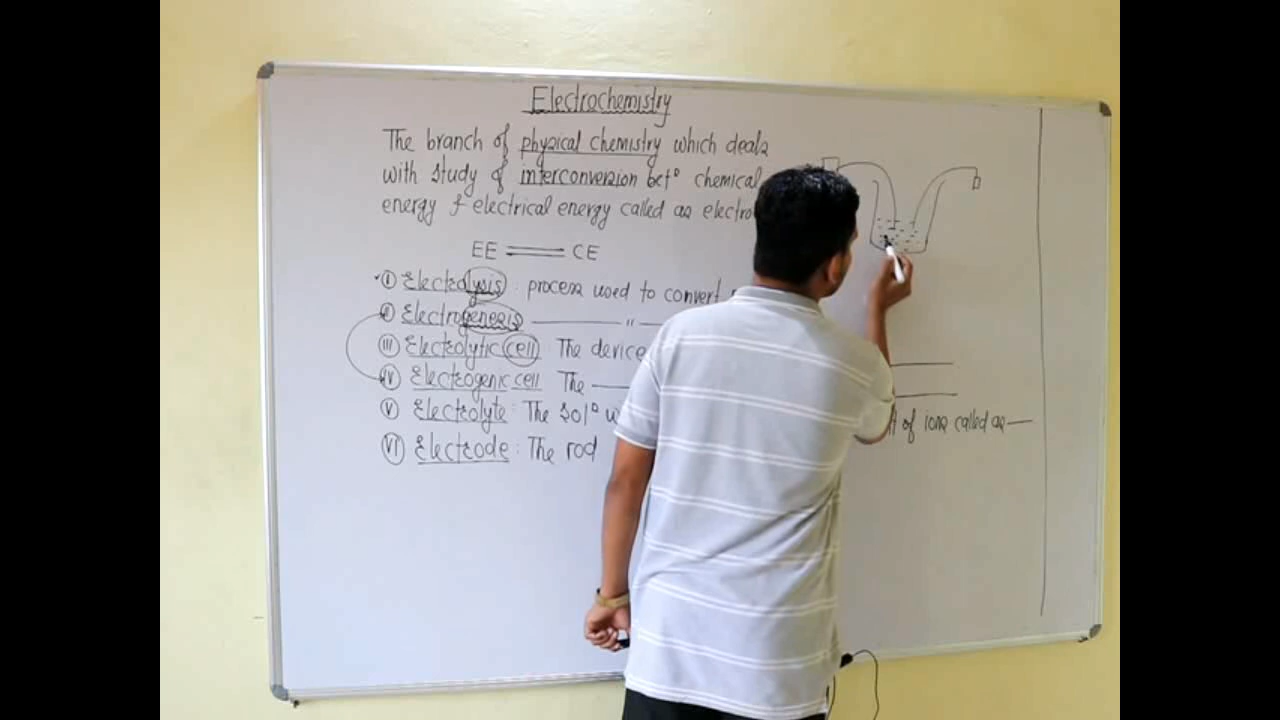 Electrochemistry
The branch of physical chemistry which deals
with study of interconversion betⁿ chemical
energy & electrical energy called as electro
EE ⇌ CE
(I) Electrolysis : process used to convert
(II) Electrogenesis ——— " ———
(III) Electrolytic cell : The device
(IV) Electrogenic cell The ———
(V) Electrolyte : The solⁿ
of ions called as ——
(VI) Electrode : The rod